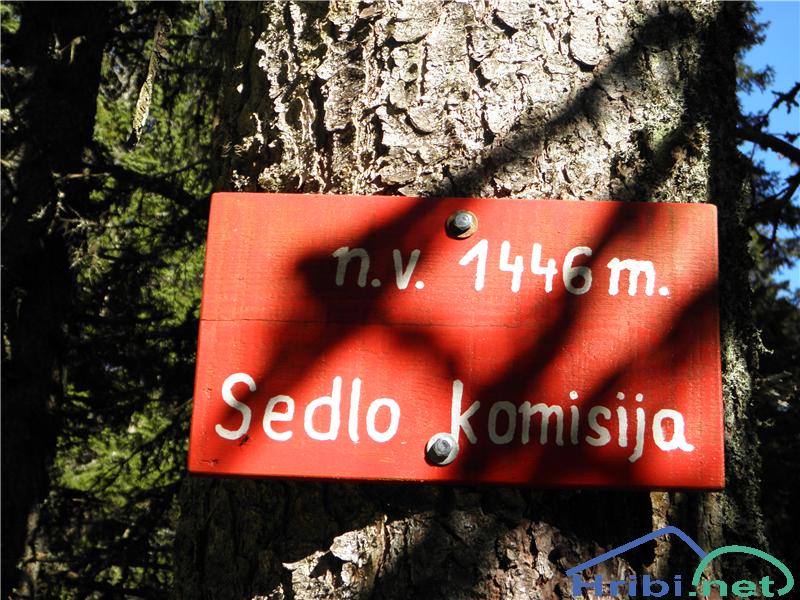 n.v. 1446 m.
Sedlo komisija
Hribi.net